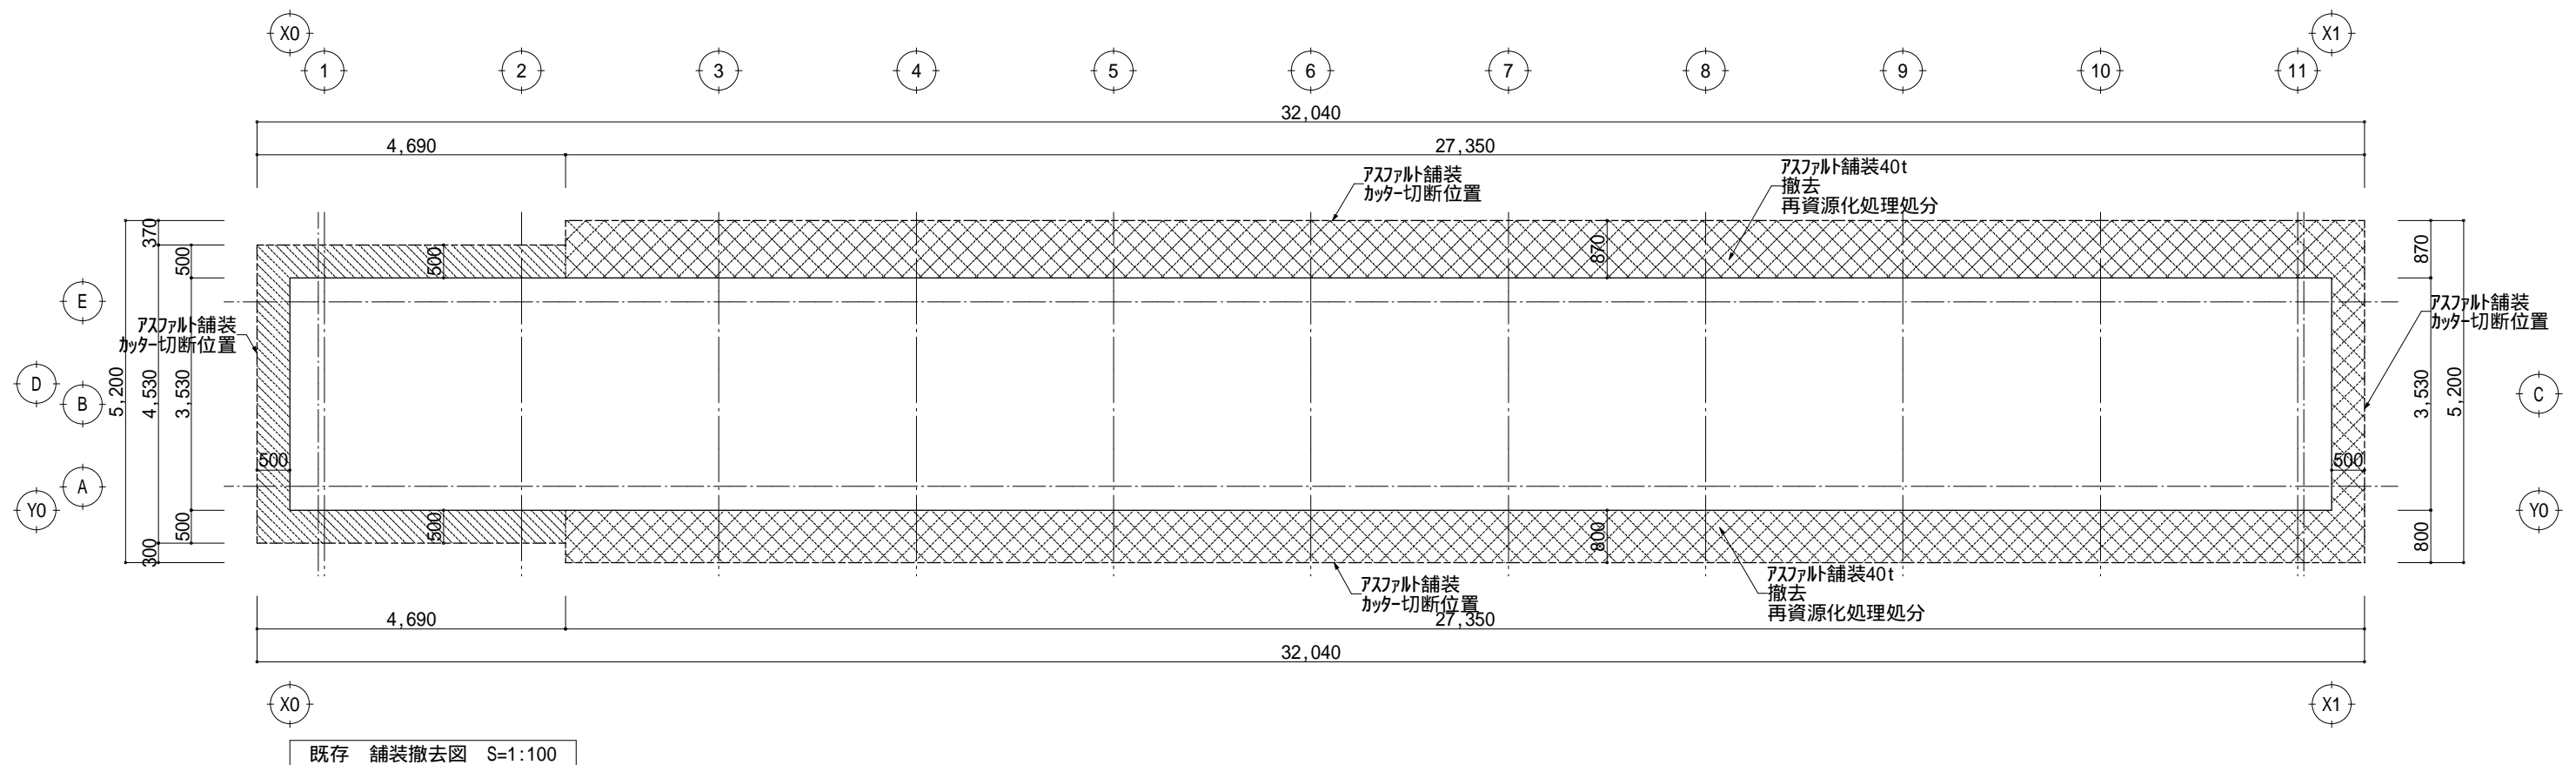 X0
X1
1
2
3
4
5
6
7
8
9
10
11
32,040
4,690
27,350
アスファルト舗装
カッター切断位置
アスファルト舗装40t
撤去
再資源化処理処分
370
500
500
870
870
E
アスファルト舗装
カッター切断位置
アスファルト舗装
カッター切断位置
D
B
5,200
4,530
3,530
3,530
5,200
C
500
500
A
Y0
500
500
300
800
800
Y0
アスファルト舗装
カッター切断位置
アスファルト舗装40t
撤去
再資源化処理処分
4,690
27,350
32,040
X0
X1
既存 舗装撤去図 S=1:100